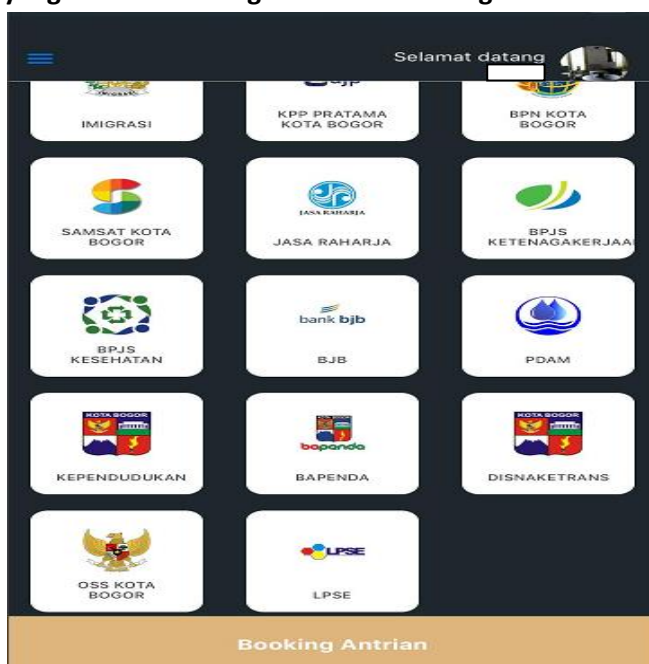 Selamat datang
IMIGRASI
KPP PRATAMA
KOTA BOGOR
BPN KOTA
BOGOR
SAMSAT KOTA
BOGOR
JASA RAHARJA
JASA RAHARJA
BPJS
KETENAGAKERJAA
BPJS
KESEHATAN
bank bjb
BJB
PDAM
KOTA BOGOR
KEPENDUDUKAN
bapenda
BAPENDA
KOTA BOGOR
DISNAKETRANS
OSS KOTA
BOGOR
LPSE
LPSE
Booking Antrian